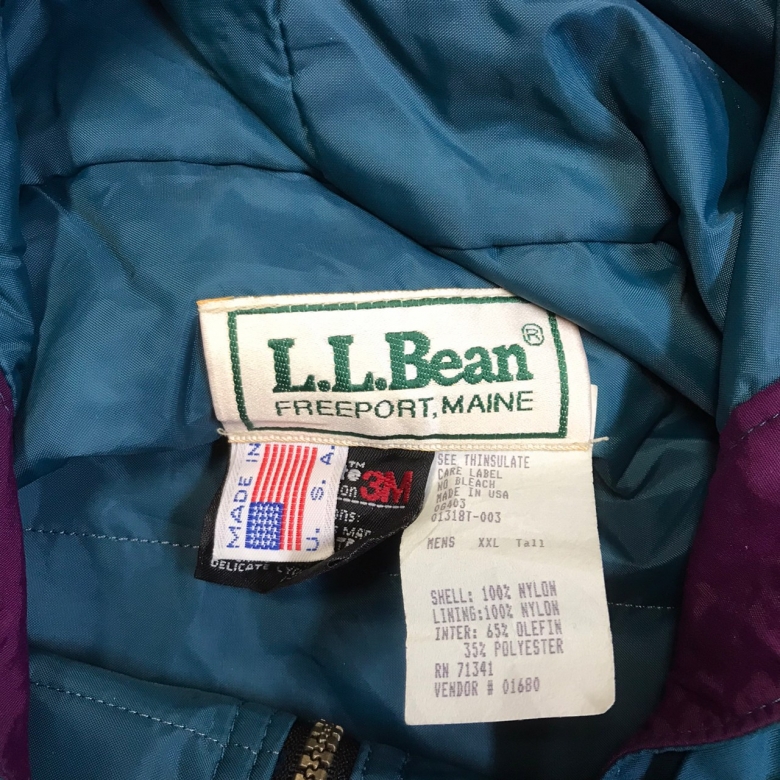 L.L.Bean®
FREEPORT, MAINE
MADE IN
U. S. A.
3M
DELICATE
SEE THINSULATE
CARE LABEL
NO BLEACH
MADE IN USA
01318T-003
MENS XXL Tall
SHELL: 100% NYLON
LINING:100% NYLON
INTER: 65% OLEFIN
35% POLYESTER
RN 71341
VENDOR # 01680